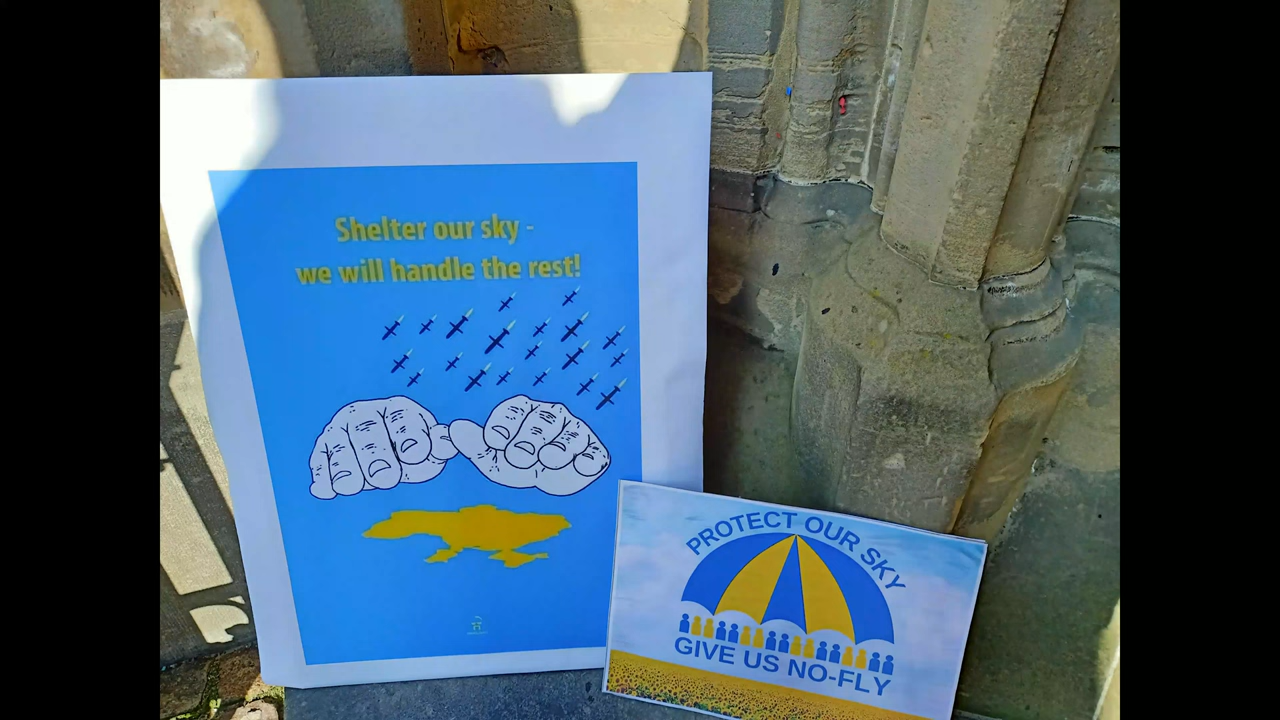 Shelter our sky -
we will handle the rest!
PROTECT OUR SKY
GIVE US NO-FLY